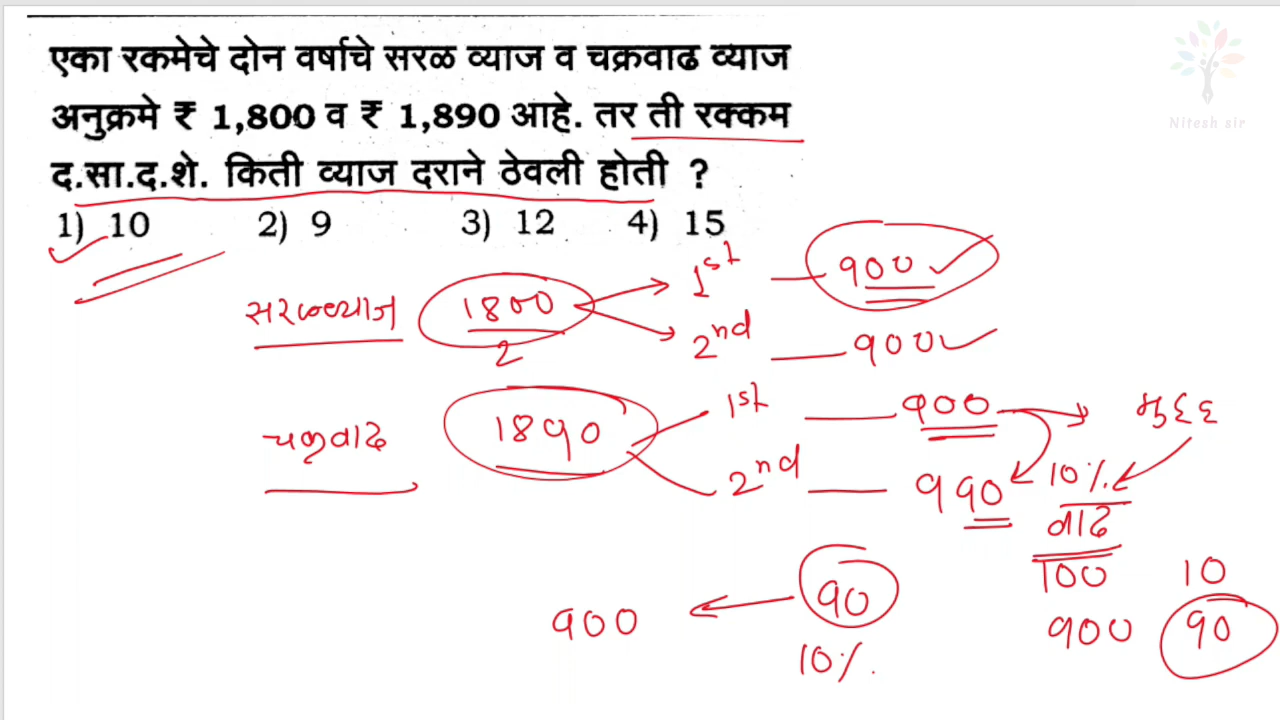 एका रकमेचे दोन वर्षाचे सरळ व्याज व चक्रवाढ व्याज
अनुक्रमे ₹ 1,800 व ₹ 1,890 आहे. तर ती रक्कम
द.सा.द.शे. किती व्याज दराने ठेवली होती ?
1) 10 2) 9 3) 12 4) 15
Nitesh sir
सरळव्याज 1800 1st — 900
2 2nd — 900
चक्रवाढ 1890 1st — 900
2nd — 990 10%
वाढ
100 10
900 90 900 90
10%.